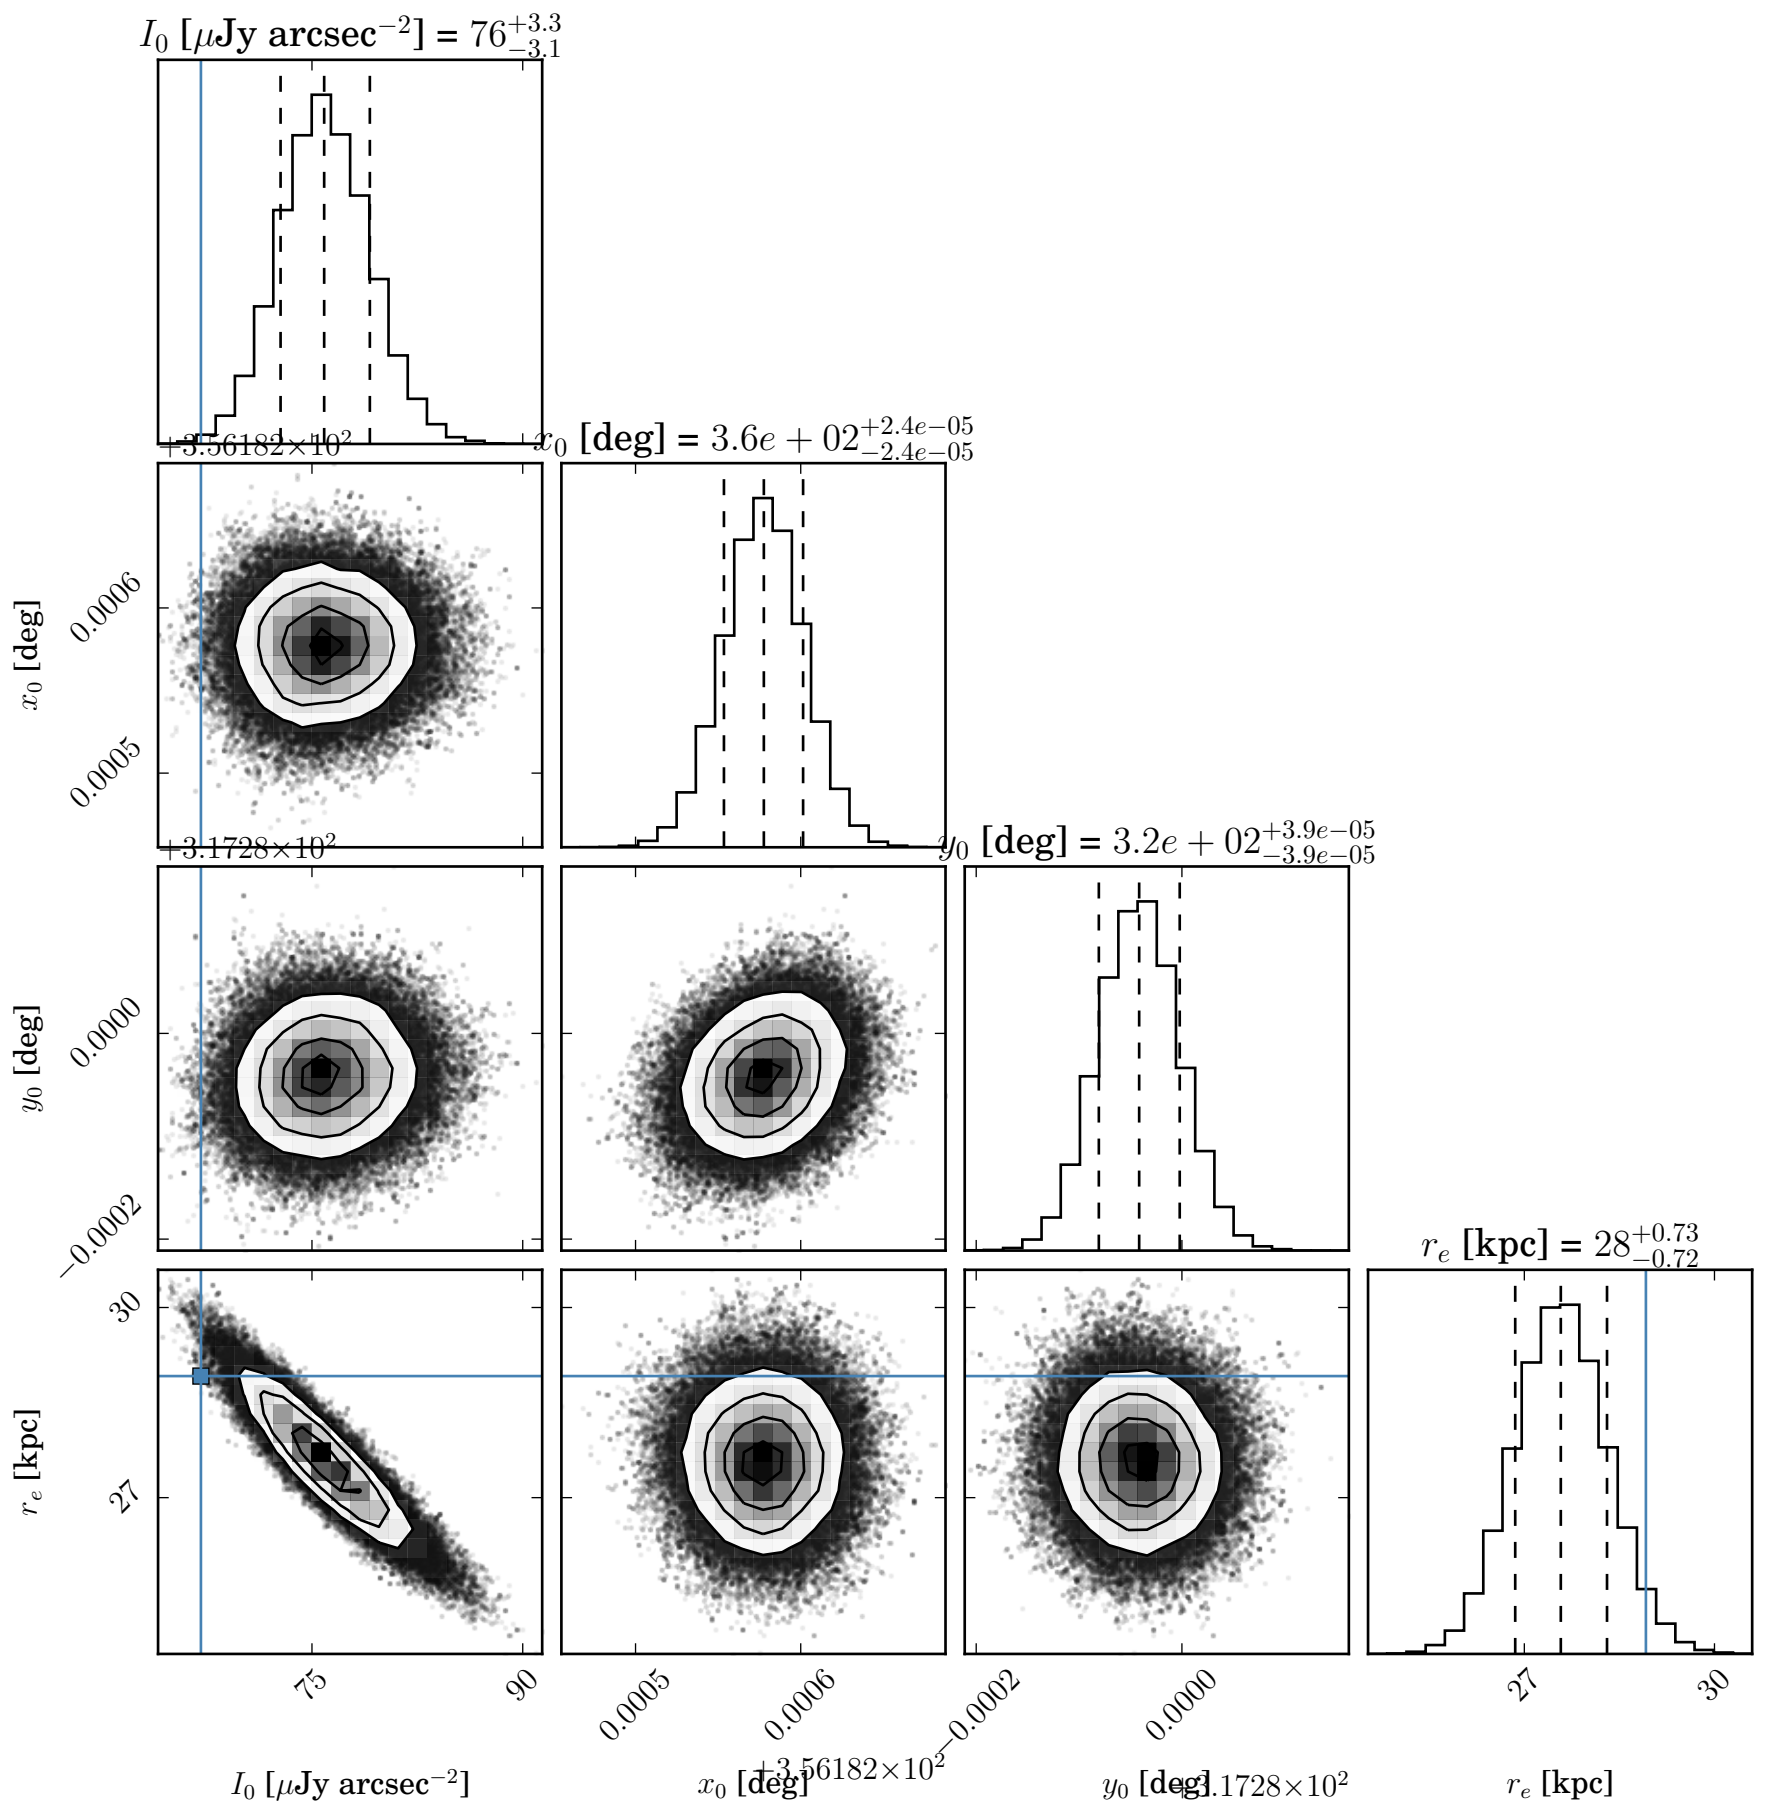 I₀ [μJy arcsec⁻²] = 76⁺³·³₋₃.₁
+3.56182×10²
x₀ [deg] = 3.6e + 02^{+2.4e−05}_{−2.4e−05}
0.0006
x₀ [deg]
0.0005
+3.1728×10²
y₀ [deg] = 3.2e + 02^{+3.9e−05}_{−3.9e−05}
0.0000
y₀ [deg]
−0.0002
r_e [kpc] = 28^{+0.73}_{−0.72}
30
r_e [kpc]
27
75 90 0.0005 0.0006 −0.0002 0.0000 27 30
+3.56182×10² +3.1728×10²
I₀ [μJy arcsec⁻²] x₀ [deg] y₀ [deg] r_e [kpc]